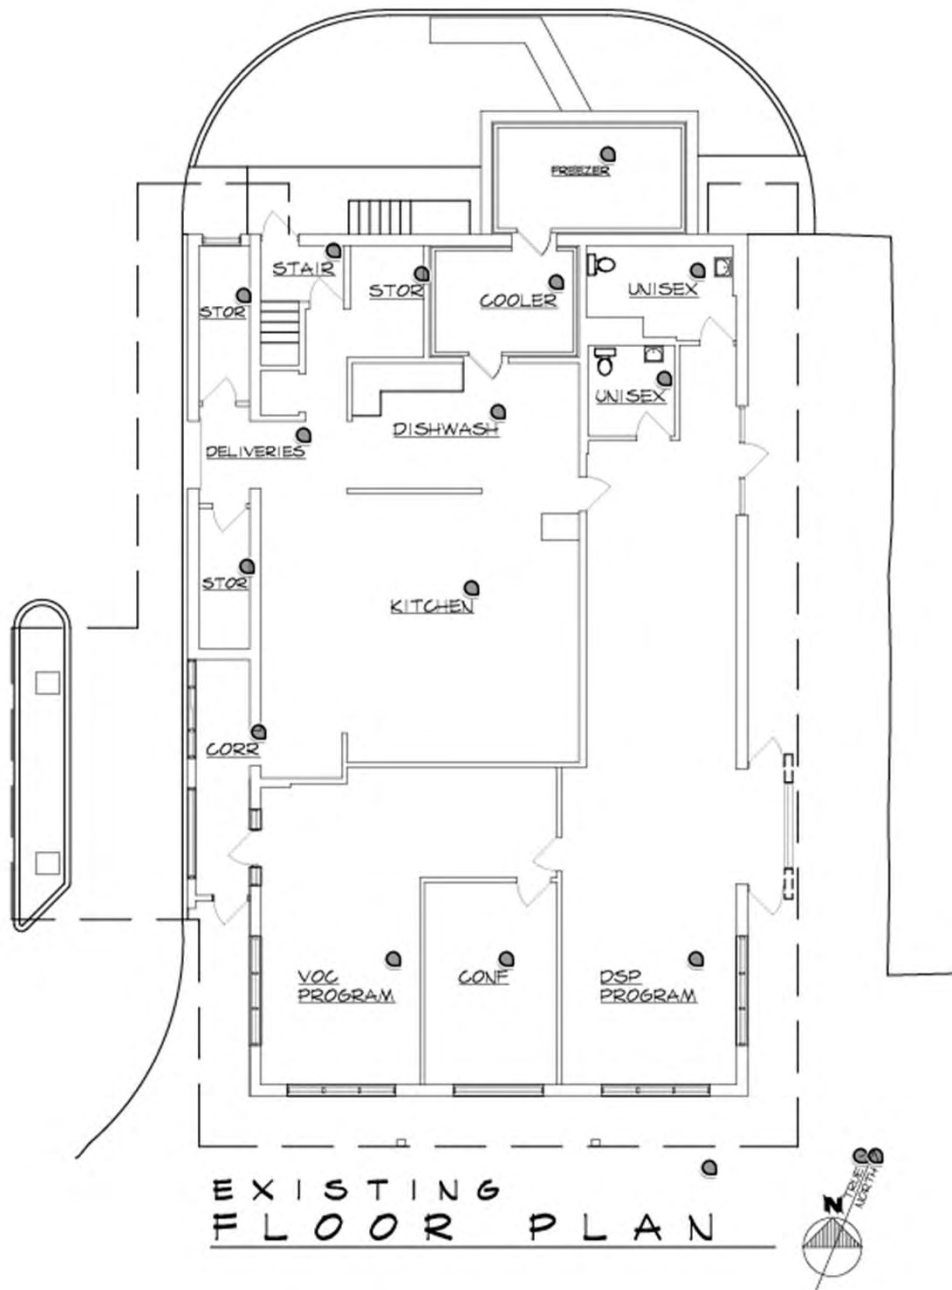 FREEZER
STAIR
STOR
COOLER
UNISEX
STOR
UNISEX
DISHWASH
DELIVERIES
STOR
KITCHEN
CORR
VOC
PROGRAM
CONF
DSP
PROGRAM
EXISTING
FLOOR PLAN
N
TRUE
NORTH